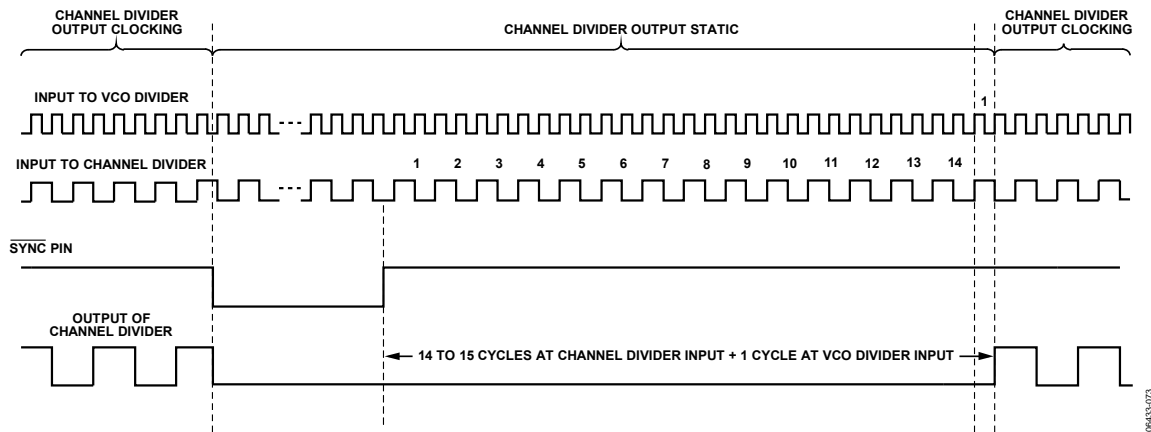 CHANNEL DIVIDER
OUTPUT CLOCKING
CHANNEL DIVIDER OUTPUT STATIC
CHANNEL DIVIDER
OUTPUT CLOCKING
INPUT TO VCO DIVIDER
1
INPUT TO CHANNEL DIVIDER
1 2 3 4 5 6 7 8 9 10 11 12 13 14
SYNC PIN
OUTPUT OF
CHANNEL DIVIDER
14 TO 15 CYCLES AT CHANNEL DIVIDER INPUT + 1 CYCLE AT VCO DIVIDER INPUT
06433-073